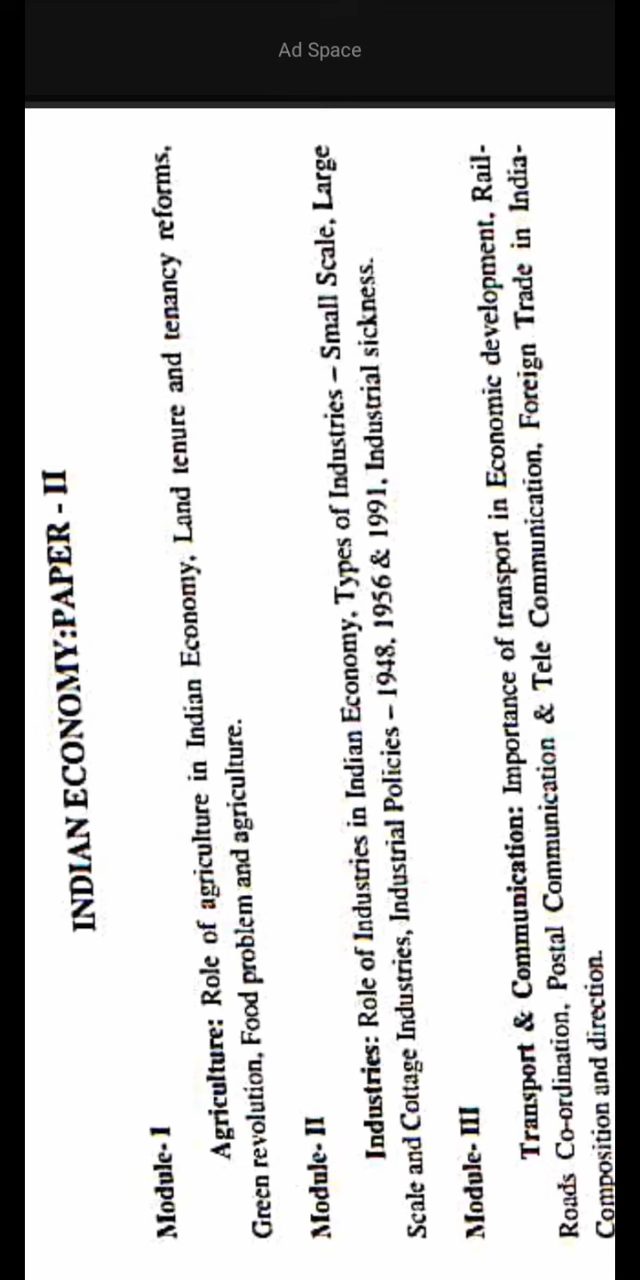 Ad Space
INDIAN ECONOMY:PAPER - II
Module- I
Agriculture: Role of agriculture in Indian Economy, Land tenure and tenancy reforms,
Green revolution, Food problem and agriculture.
Module- II
Industries: Role of Industries in Indian Economy, Types of Industries – Small Scale, Large
Scale and Cottage Industries, Industrial Policies – 1948, 1956 & 1991, Industrial sickness.
Module- III
Transport & Communication: Importance of transport in Economic development, Rail-
Roads Co-ordination, Postal Communication & Tele Communication, Foreign Trade in India-
Composition and direction.